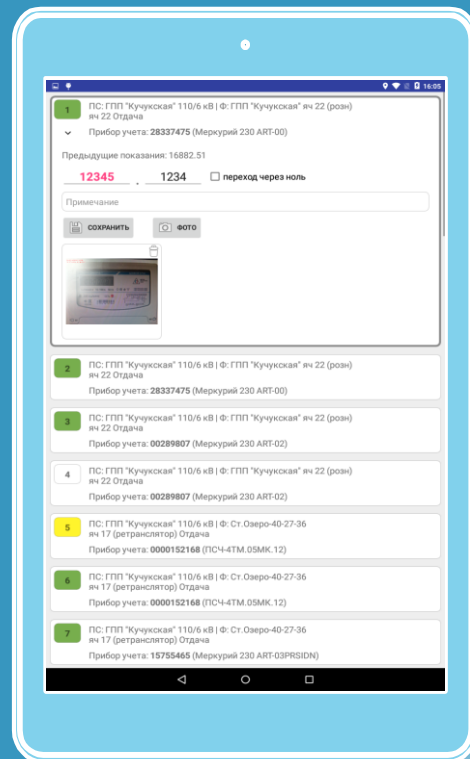 16:05
1
ПС: ГПП "Кучукская" 110/6 кВ | Ф: ГПП "Кучукская" яч 22 (розн)
яч 22 Отдача
Прибор учета: 28337475 (Меркурий 230 ART-00)
Предыдущие показания: 16882.51
12345 . 1234 переход через ноль
Примечание
СОХРАНИТЬ ФОТО
2
ПС: ГПП "Кучукская" 110/6 кВ | Ф: ГПП "Кучукская" яч 22 (розн)
яч 22 Отдача
Прибор учета: 28337475 (Меркурий 230 ART-00)
3
ПС: ГПП "Кучукская" 110/6 кВ | Ф: ГПП "Кучукская" яч 22 (розн)
яч 22 Отдача
Прибор учета: 00289807 (Меркурий 230 ART-02)
4
ПС: ГПП "Кучукская" 110/6 кВ | Ф: ГПП "Кучукская" яч 22 (розн)
яч 22 Отдача
Прибор учета: 00289807 (Меркурий 230 ART-02)
5
ПС: ГПП "Кучукская" 110/6 кВ | Ф: Ст.Озеро-40-27-36
яч 17 (ретранслятор) Отдача
Прибор учета: 0000152168 (ПСЧ-4ТМ.05МК.12)
6
ПС: ГПП "Кучукская" 110/6 кВ | Ф: Ст.Озеро-40-27-36
яч 17 (ретранслятор) Отдача
Прибор учета: 0000152168 (ПСЧ-4ТМ.05МК.12)
7
ПС: ГПП "Кучукская" 110/6 кВ | Ф: Ст.Озеро-40-27-36
яч 17 (ретранслятор) Отдача
Прибор учета: 15755465 (Меркурий 230 ART-03PRSIDN)